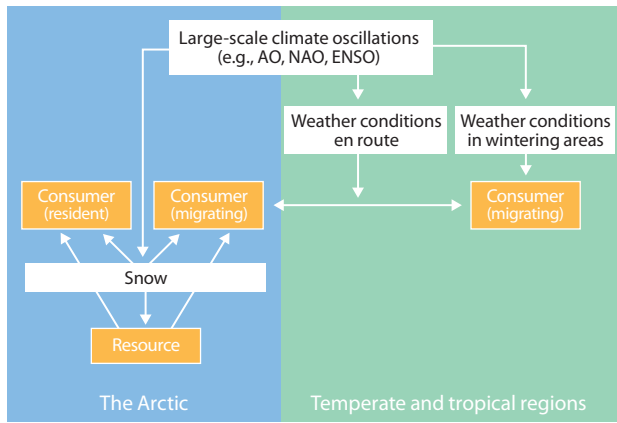 Large-scale climate oscillations
(e.g., AO, NAO, ENSO)
Weather conditions
en route
Weather conditions
in wintering areas
Consumer
(resident)
Consumer
(migrating)
Consumer
(migrating)
Snow
Resource
The Arctic
Temperate and tropical regions